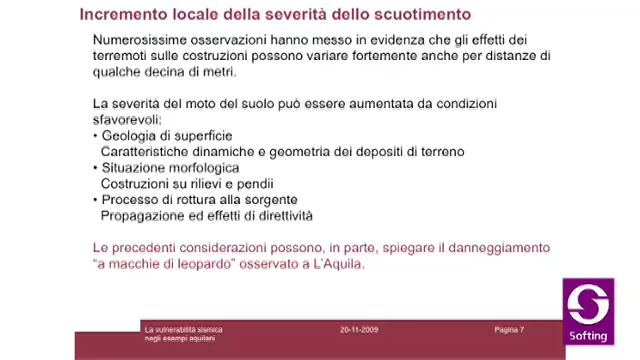 Incremento locale della severità dello scuotimento
Numerosissime osservazioni hanno messo in evidenza che gli effetti dei
terremoti sulle costruzioni possono variare fortemente anche per distanze di
qualche decina di metri.
La severità del moto del suolo può essere aumentata da condizioni
sfavorevoli:
• Geologia di superficie
Caratteristiche dinamiche e geometria dei depositi di terreno
• Situazione morfologica
Costruzioni su rilievi e pendii
• Processo di rottura alla sorgente
Propagazione ed effetti di direttività
Le precedenti considerazioni possono, in parte, spiegare il danneggiamento
“a macchie di leopardo” osservato a L’Aquila.
La vulnerabilità sismica
negli esempi aquilani
20-11-2009
Pagina 7
Softing